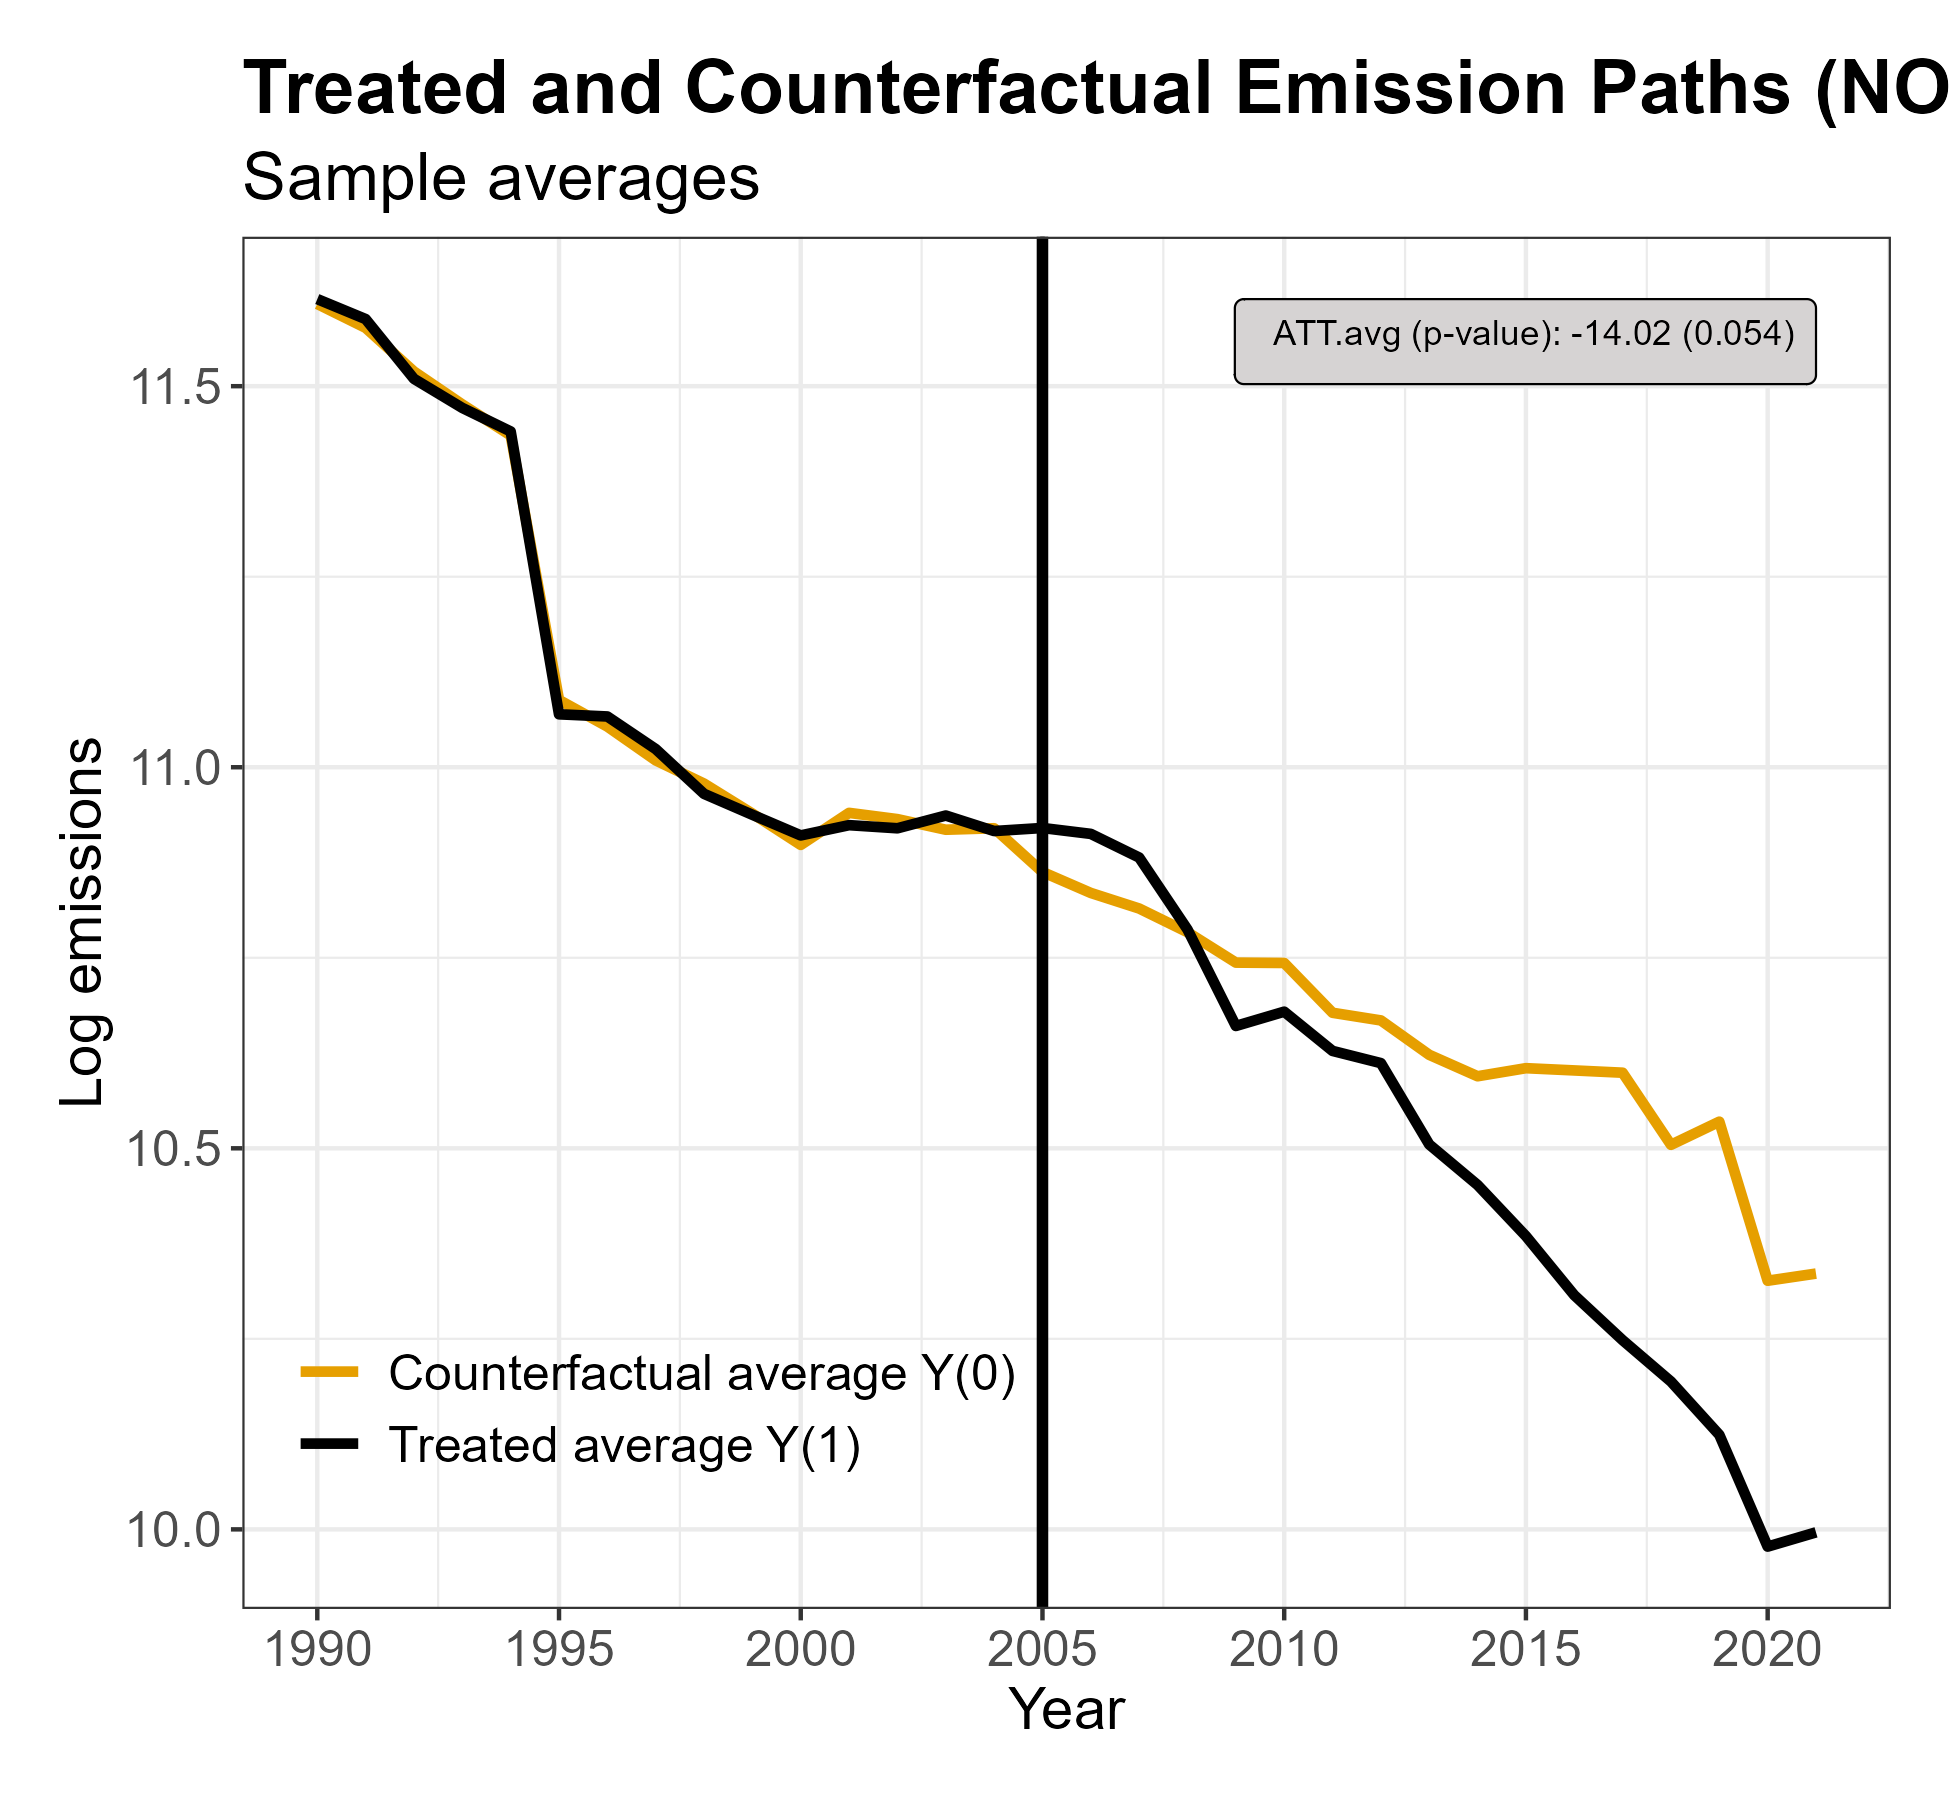 Treated and Counterfactual Emission Paths (NO
Sample averages
ATT.avg (p-value): -14.02 (0.054)
11.5
11.0
10.5
10.0
Log emissions
Counterfactual average Y(0)
Treated average Y(1)
1990 1995 2000 2005 2010 2015 2020
Year